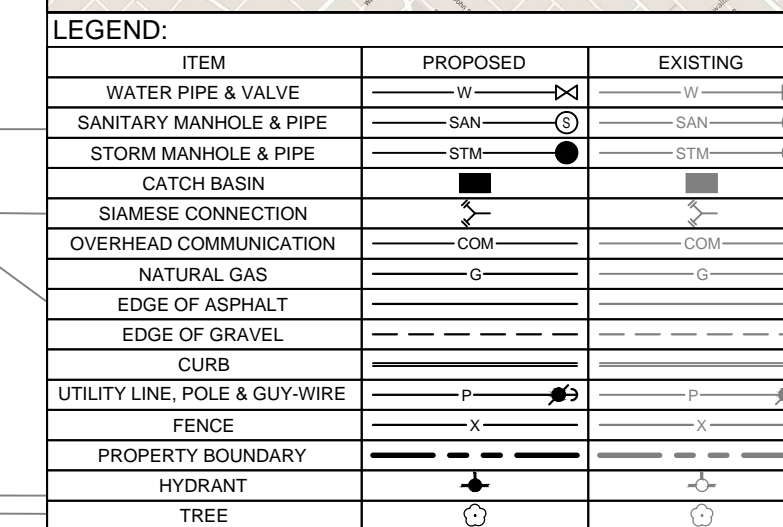 LEGEND:
ITEM PROPOSED EXISTING
WATER PIPE & VALVE W W
SANITARY MANHOLE & PIPE SAN S SAN
STORM MANHOLE & PIPE STM STM
CATCH BASIN
SIAMESE CONNECTION
OVERHEAD COMMUNICATION COM COM
NATURAL GAS G G
EDGE OF ASPHALT
EDGE OF GRAVEL
CURB
UTILITY LINE, POLE & GUY-WIRE P P
FENCE X X
PROPERTY BOUNDARY
HYDRANT
TREE